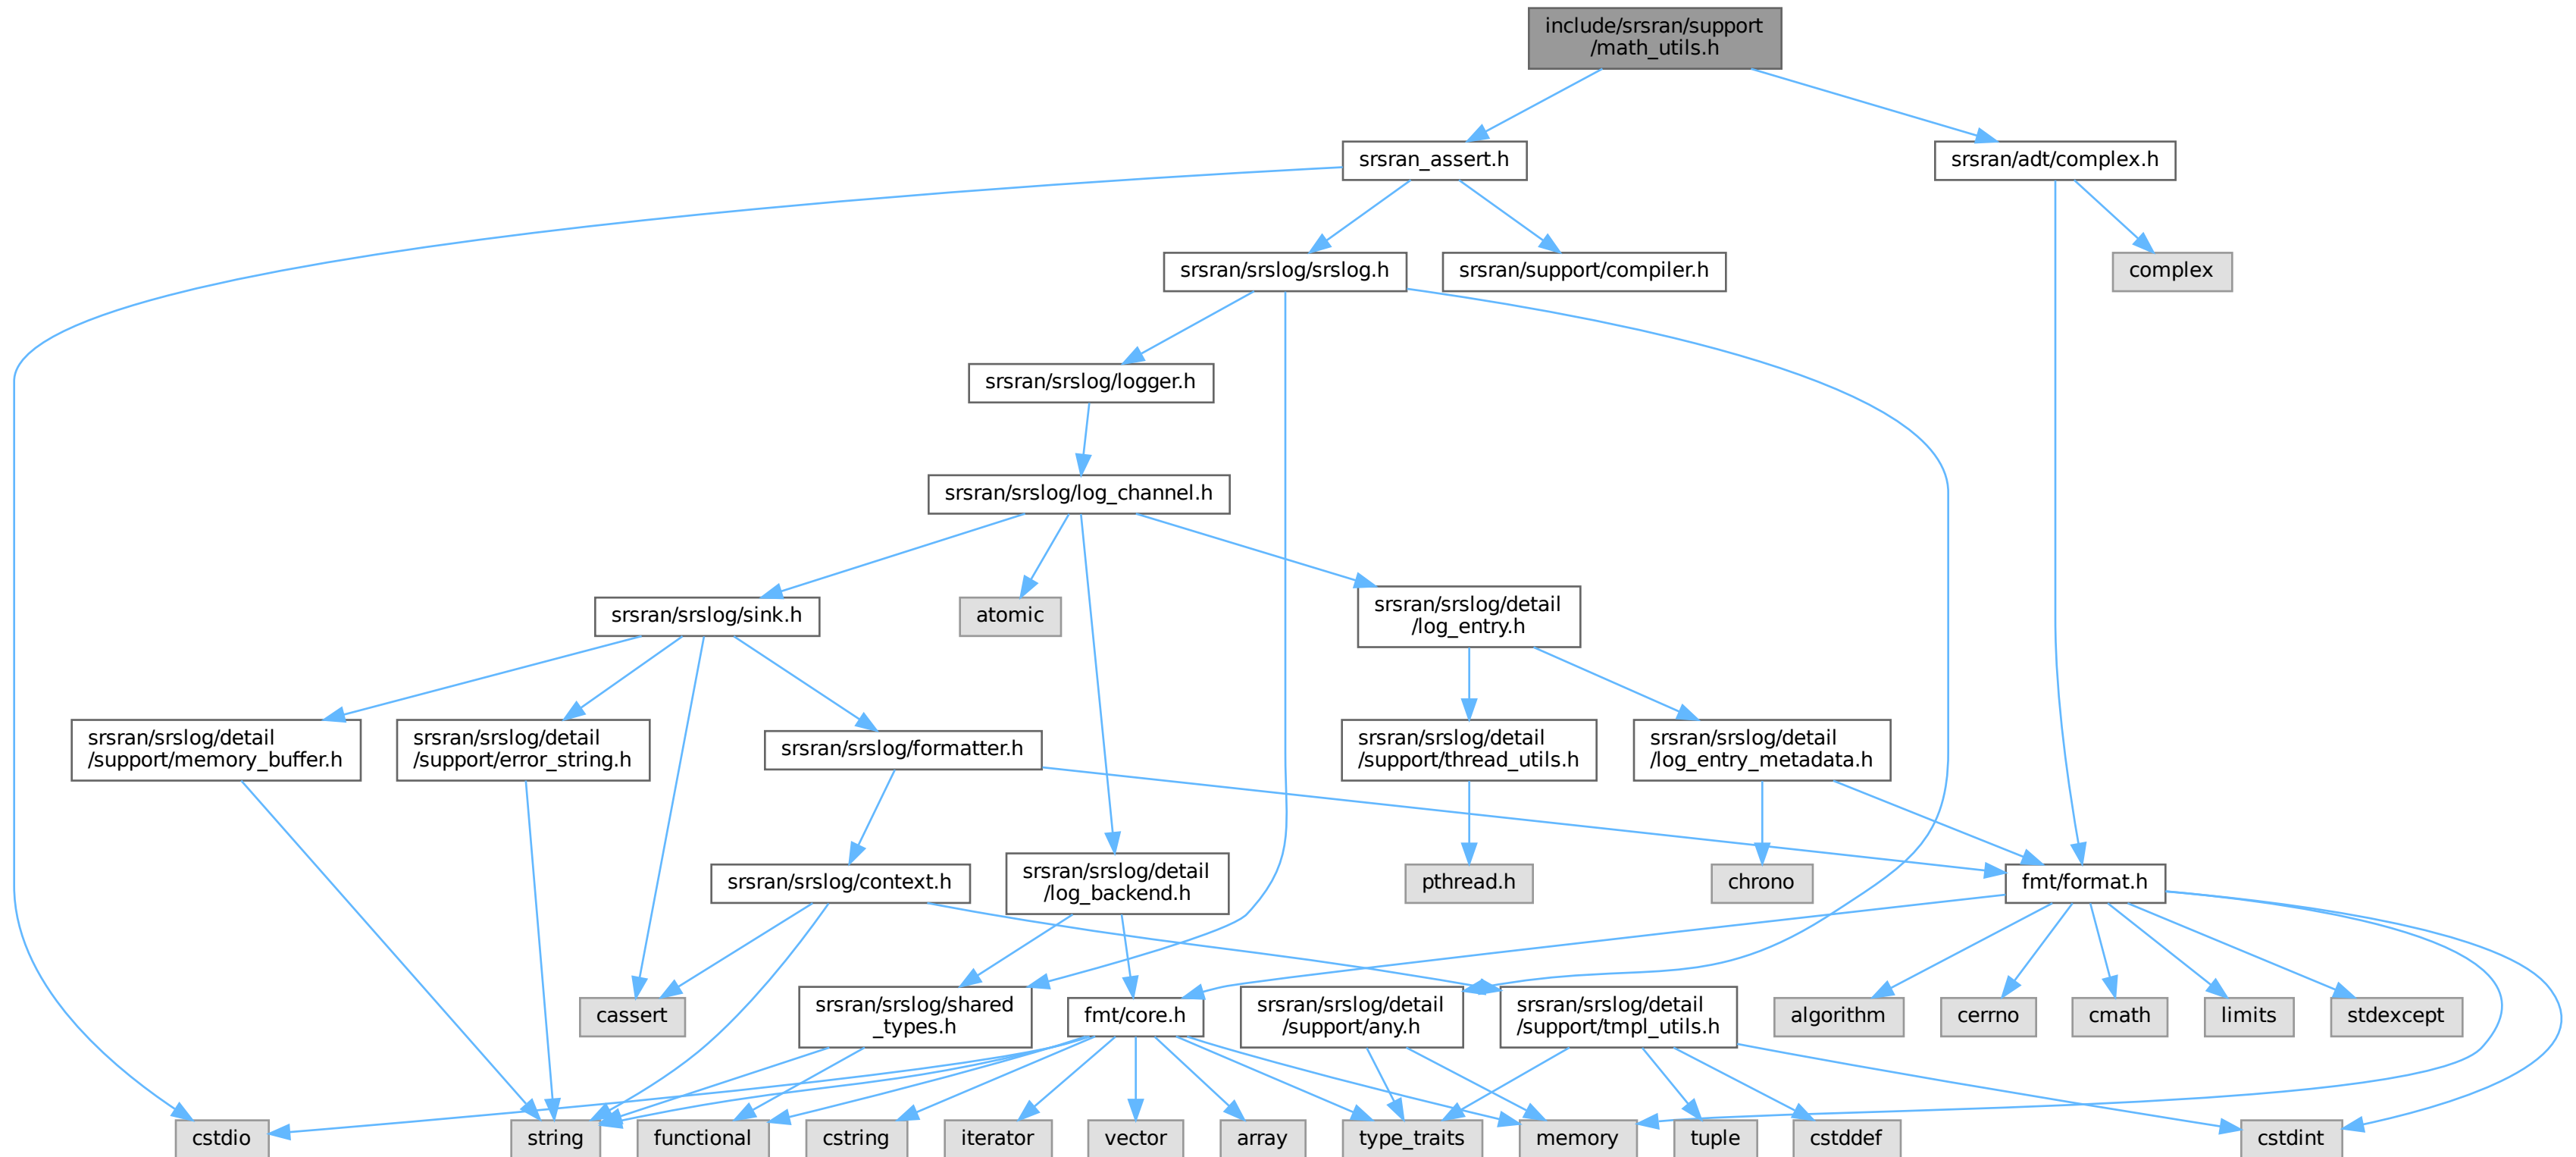 include/srsran/support
/math_utils.h
srsran_assert.h
srsran/adt/complex.h
srsran/srslog/srslog.h
srsran/support/compiler.h
complex
srsran/srslog/logger.h
srsran/srslog/log_channel.h
srsran/srslog/sink.h
atomic
srsran/srslog/detail
/log_entry.h
srsran/srslog/detail
/support/memory_buffer.h
srsran/srslog/detail
/support/error_string.h
srsran/srslog/formatter.h
srsran/srslog/detail
/support/thread_utils.h
srsran/srslog/detail
/log_entry_metadata.h
srsran/srslog/context.h
srsran/srslog/detail
/log_backend.h
pthread.h
chrono
fmt/format.h
cassert
srsran/srslog/shared
_types.h
fmt/core.h
srsran/srslog/detail
/support/any.h
srsran/srslog/detail
/support/tmpl_utils.h
algorithm
cerrno
cmath
limits
stdexcept
cstdio
string
functional
cstring
iterator
vector
array
type_traits
memory
tuple
cstddef
cstdint